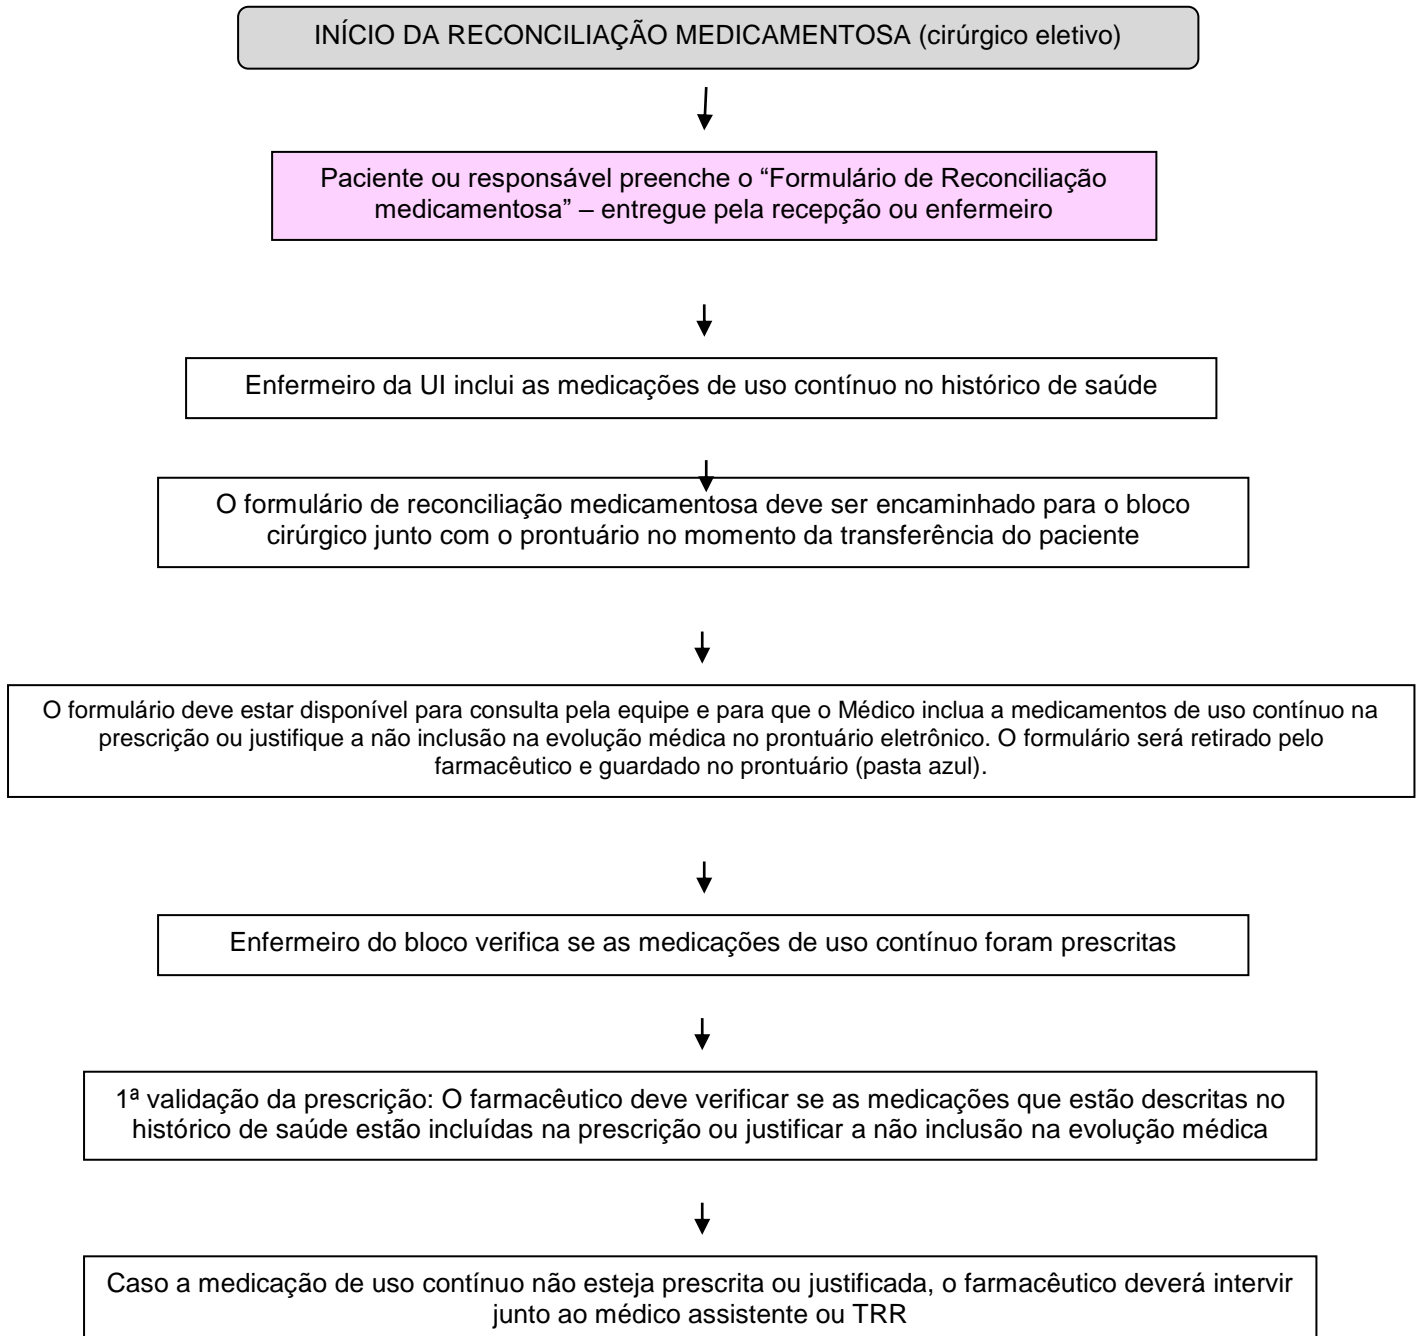 INÍCIO DA RECONCILIAÇÃO MEDICAMENTOSA (cirúrgico eletivo)
Paciente ou responsável preenche o “Formulário de Reconciliação
medicamentosa” – entregue pela recepção ou enfermeiro
Enfermeiro da UI inclui as medicações de uso contínuo no histórico de saúde
O formulário de reconciliação medicamentosa deve ser encaminhado para o bloco
cirúrgico junto com o prontuário no momento da transferência do paciente
O formulário deve estar disponível para consulta pela equipe e para que o Médico inclua a medicamentos de uso contínuo na
prescrição ou justifique a não inclusão na evolução médica no prontuário eletrônico. O formulário será retirado pelo
farmacêutico e guardado no prontuário (pasta azul).
Enfermeiro do bloco verifica se as medicações de uso contínuo foram prescritas
1ª validação da prescrição: O farmacêutico deve verificar se as medicações que estão descritas no
histórico de saúde estão incluídas na prescrição ou justificar a não inclusão na evolução médica
Caso a medicação de uso contínuo não esteja prescrita ou justificada, o farmacêutico deverá intervir
junto ao médico assistente ou TRR